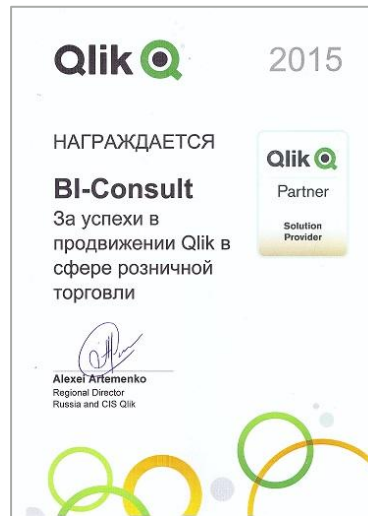 Qlik
2015
НАГРАЖДАЕТСЯ
BI-Consult
За успехи в
продвижении Qlik в
сфере розничной
торговли
Qlik
Partner
Solution
Provider
Alexei Artemenko
Regional Director
Russia and CIS Qlik